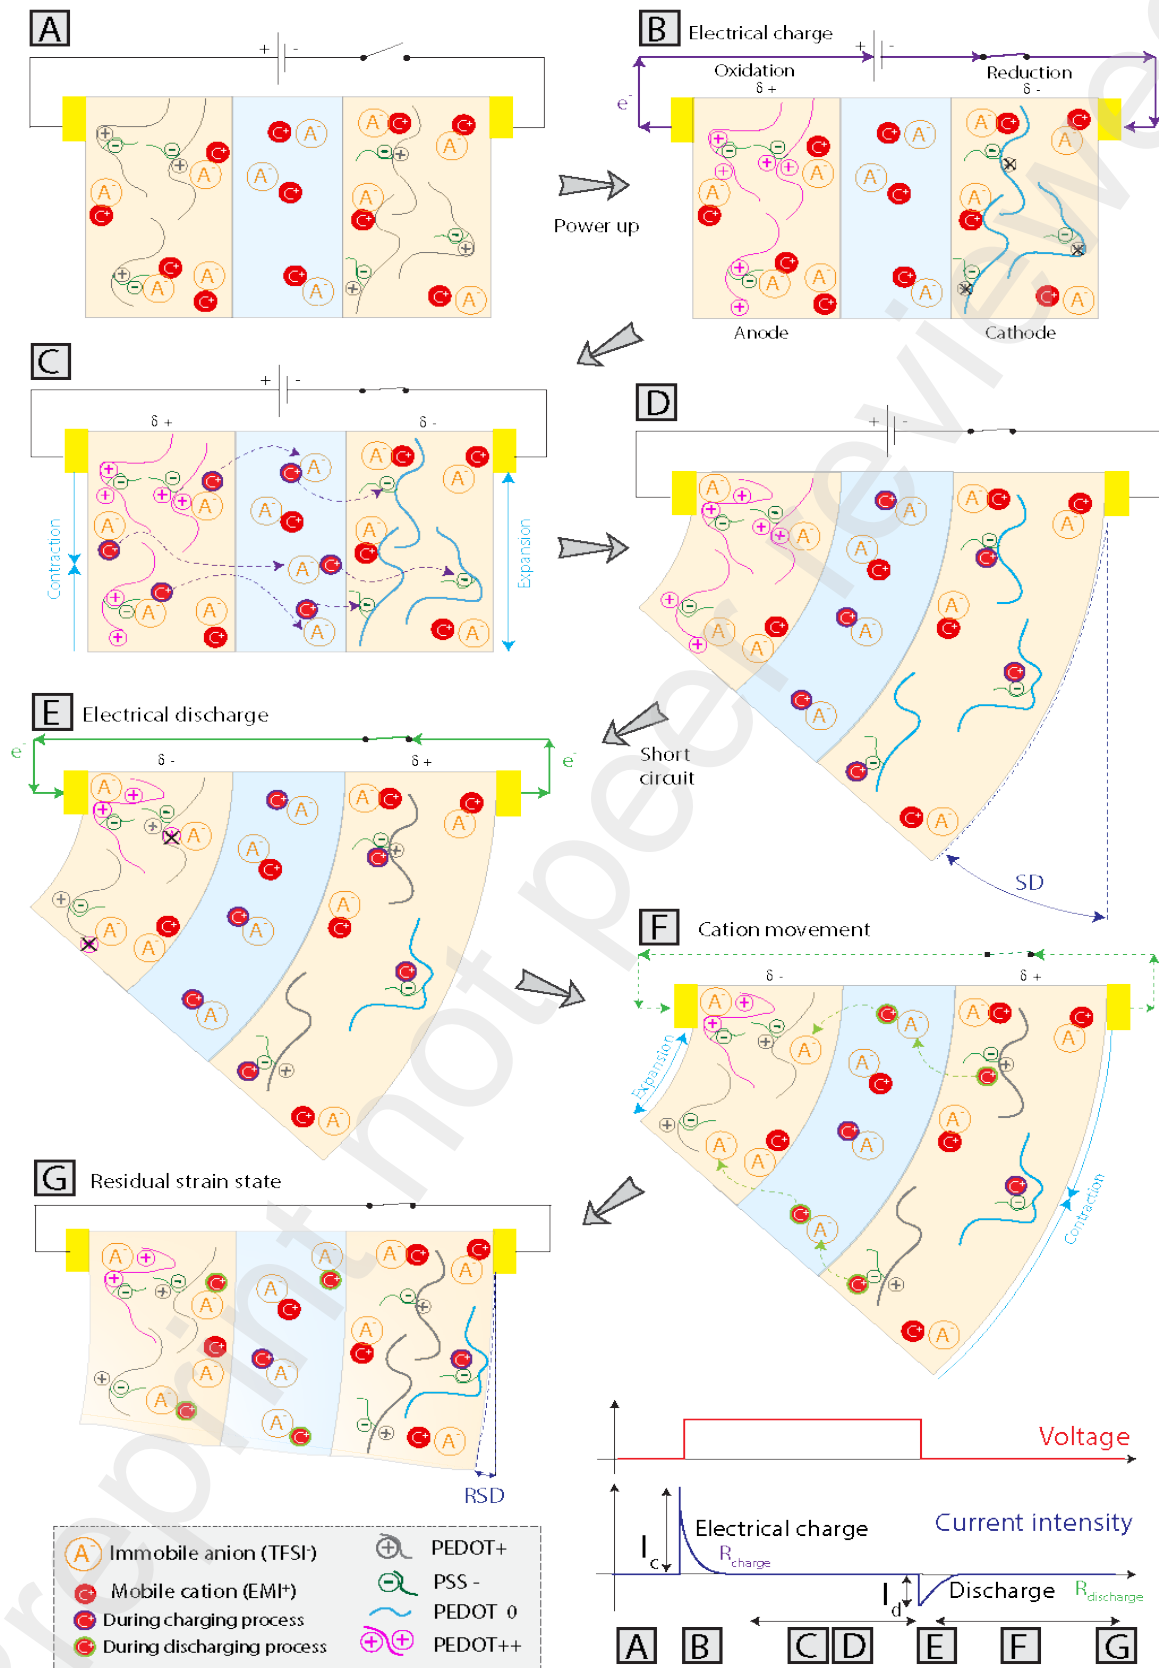 A
+ -
C+ A-
B Electrical charge
+ -
Oxidation Reduction
δ + δ -
e-
Anode Cathode
Power up
C
+ -
δ + δ -
Contraction
Expansion
D
+ -
SD
E Electrical discharge
e- e-
δ - δ +
Short
circuit
F Cation movement
δ - δ +
Expansion
Contraction
G Residual strain state
RSD
Voltage
Current intensity
Electrical charge
Ic
Rcharge
Id
Discharge
Rdischarge
A B C D E F G
A- Immobile anion (TFSI-)
C+ Mobile cation (EMI+)
C+ During charging process
C+ During discharging process
PEDOT+
PSS -
PEDOT 0
PEDOT++
Preprint not peer reviewed